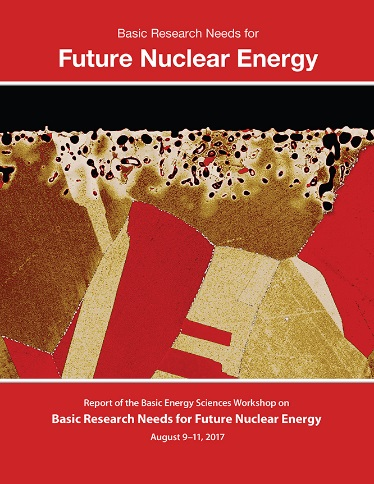 Basic Research Needs for
Future Nuclear Energy
Report of the Basic Energy Sciences Workshop on
Basic Research Needs for Future Nuclear Energy
August 9–11, 2017